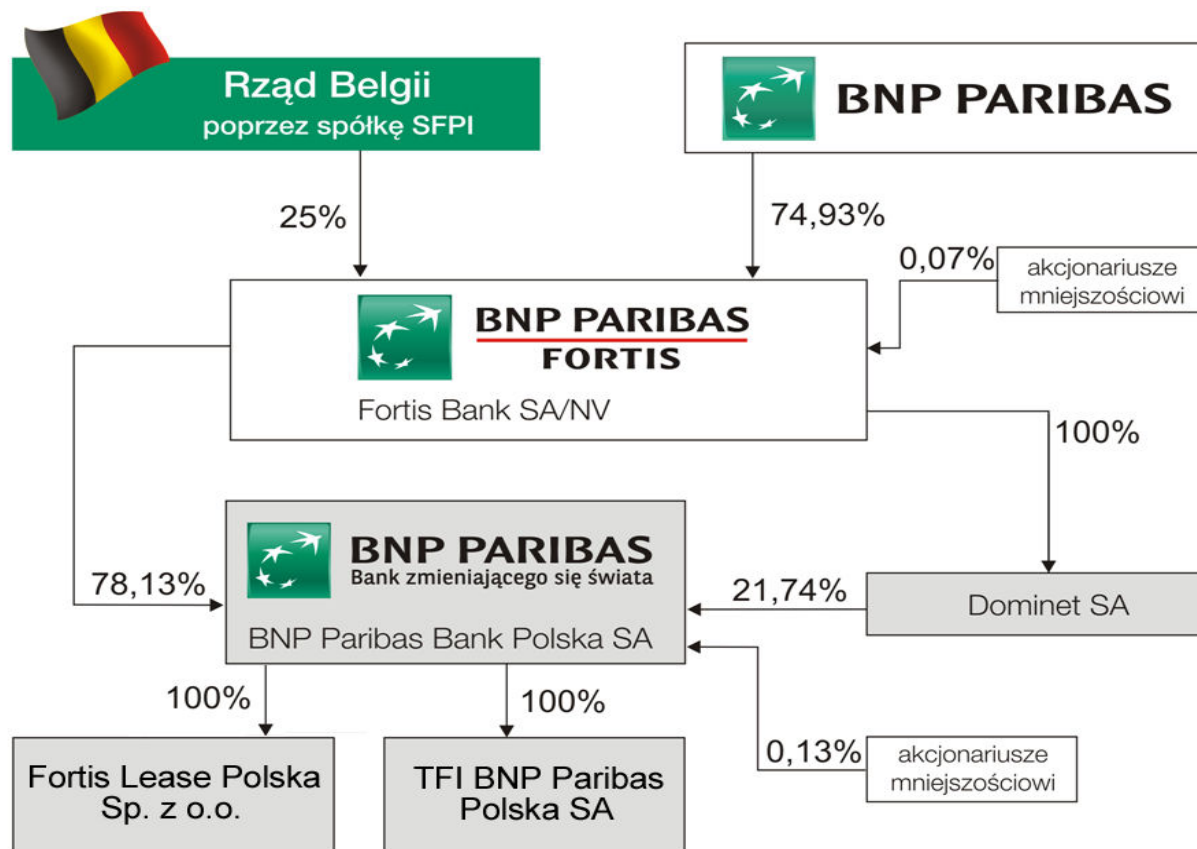 Rząd Belgii
poprzez spółkę SFPI
BNP PARIBAS
25%
74,93%
0,07%
akcjonariusze
mniejszościowi
BNP PARIBAS
FORTIS
Fortis Bank SA/NV
100%
BNP PARIBAS
Bank zmieniającego się świata
BNP Paribas Bank Polska SA
78,13%
21,74%
Dominet SA
100%
100%
0,13%
akcjonariusze
mniejszościowi
Fortis Lease Polska
Sp. z o.o.
TFI BNP Paribas
Polska SA